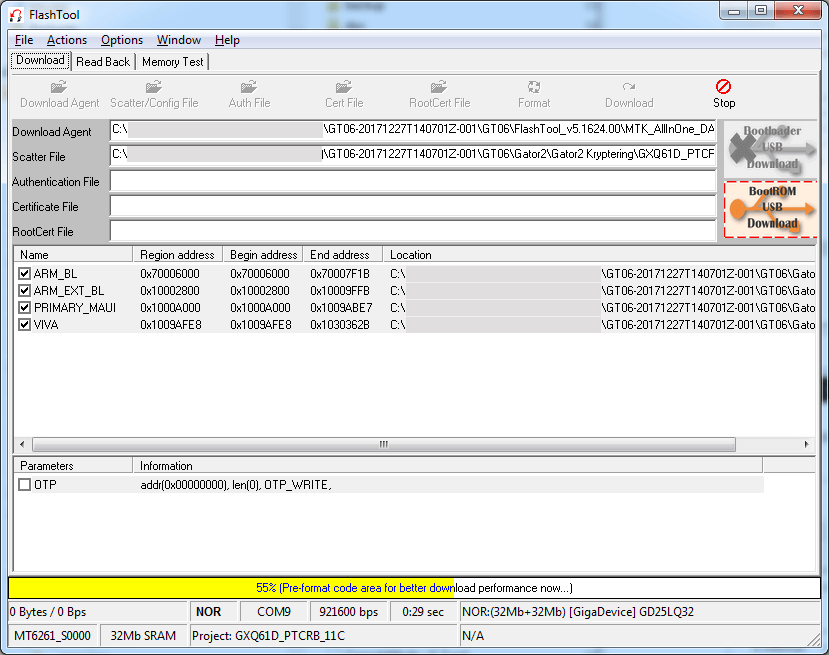 FlashTool
File Actions Options Window Help
Download Read Back Memory Test
Download Agent Scatter/Config File Auth File Cert File RootCert File Format Download Stop
Download Agent C:\ \GT06-20171227T140701Z-001\GT06\FlashTool_v5.1624.00\MTK_AllInOne_DA
Scatter File C:\ \GT06-20171227T140701Z-001\GT06\Gator2\Gator2 Kryptering\GXQ61D_PTCF
Authentication File
Certificate File
RootCert File
Bootloader
USB
Download
BootROM
USB
Download
Name Region address Begin address End address Location
ARM_BL 0x70006000 0x70006000 0x70007F1B C:\ \GT06-20171227T140701Z-001\GT06\Gato
ARM_EXT_BL 0x10002800 0x10002800 0x10009FFB C:\ \GT06-20171227T140701Z-001\GT06\Gato
PRIMARY_MAUI 0x1000A000 0x1000A000 0x1009ABE7 C:\ \GT06-20171227T140701Z-001\GT06\Gato
VIVA 0x1009AFE8 0x1009AFE8 0x1030362B C:\ \GT06-20171227T140701Z-001\GT06\Gato
Parameters Information
OTP addr(0x00000000), len(0), OTP_WRITE,
55% (Pre-format code area for better download performance now...)
0 Bytes / 0 Bps NOR COM9 921600 bps 0:29 sec NOR:(32Mb+32Mb) [GigaDevice] GD25LQ32
MT6261_S0000 32Mb SRAM Project: GXQ61D_PTCRB_11C N/A